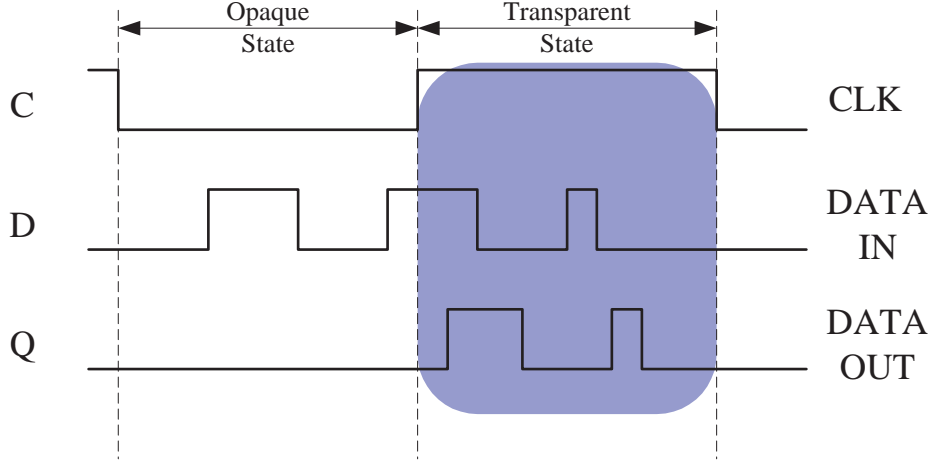 Opaque
State
Transparent
State
C
CLK
D
DATA
IN
Q
DATA
OUT